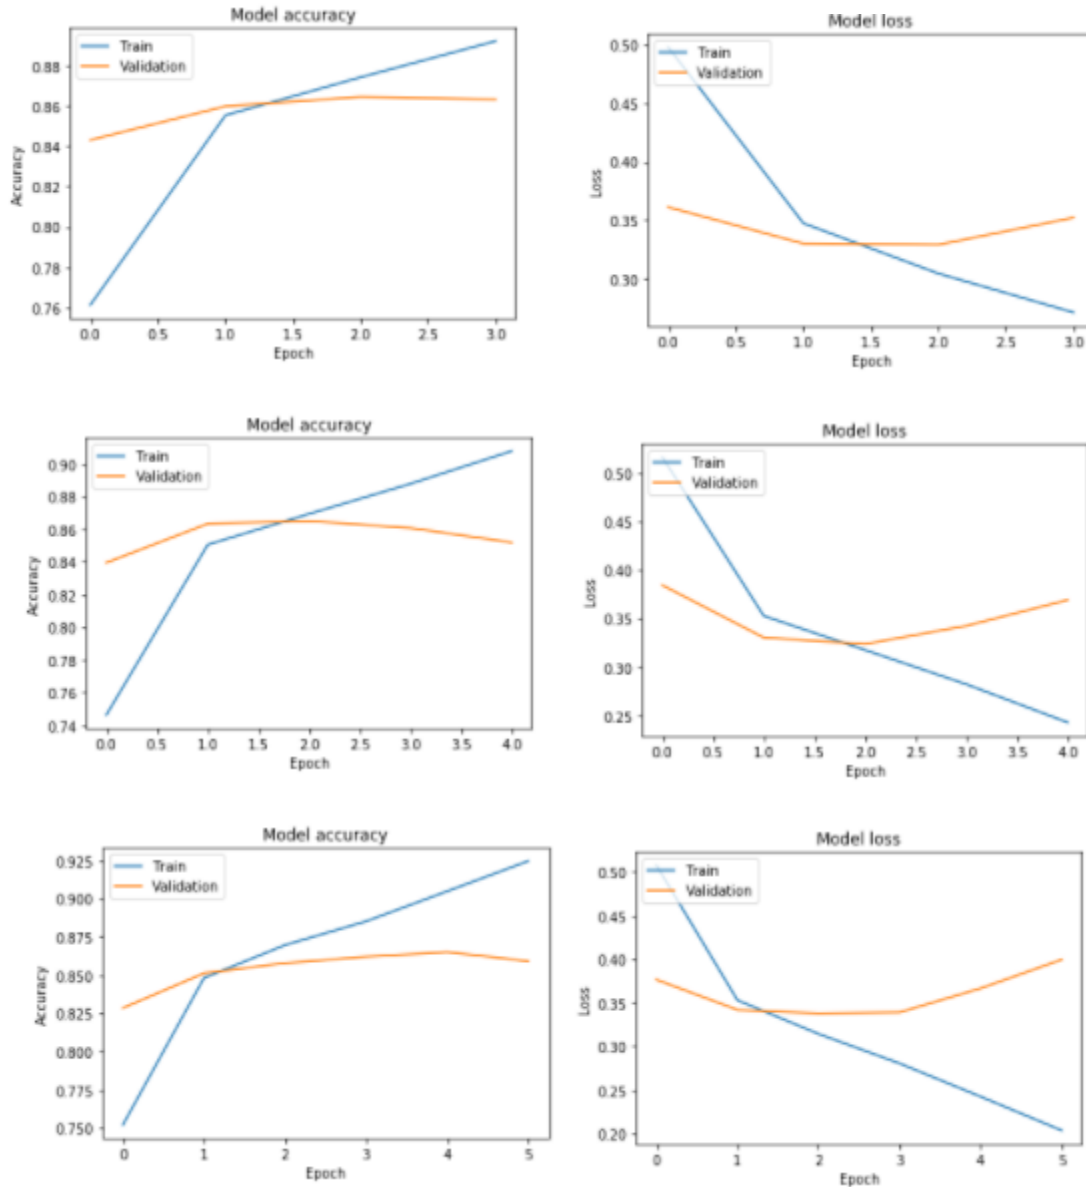 Model accuracy
Train
Validation
0.88
0.86
0.84
0.82
0.80
0.78
0.76
Accuracy
0.0 0.5 1.0 1.5 2.0 2.5 3.0
Epoch
Model loss
Train
Validation
0.50
0.45
0.40
0.35
0.30
Loss
0.0 0.5 1.0 1.5 2.0 2.5 3.0
Epoch
Model accuracy
Train
Validation
0.90
0.88
0.86
0.84
0.82
0.80
0.78
0.76
0.74
Accuracy
0.0 0.5 1.0 1.5 2.0 2.5 3.0 3.5 4.0
Epoch
Model loss
Train
Validation
0.50
0.45
0.40
0.35
0.30
0.25
Loss
0.0 0.5 1.0 1.5 2.0 2.5 3.0 3.5 4.0
Epoch
Model accuracy
Train
Validation
0.925
0.900
0.875
0.850
0.825
0.800
0.775
0.750
Accuracy
0 1 2 3 4 5
Epoch
Model loss
Train
Validation
0.50
0.45
0.40
0.35
0.30
0.25
0.20
Loss
0 1 2 3 4 5
Epoch